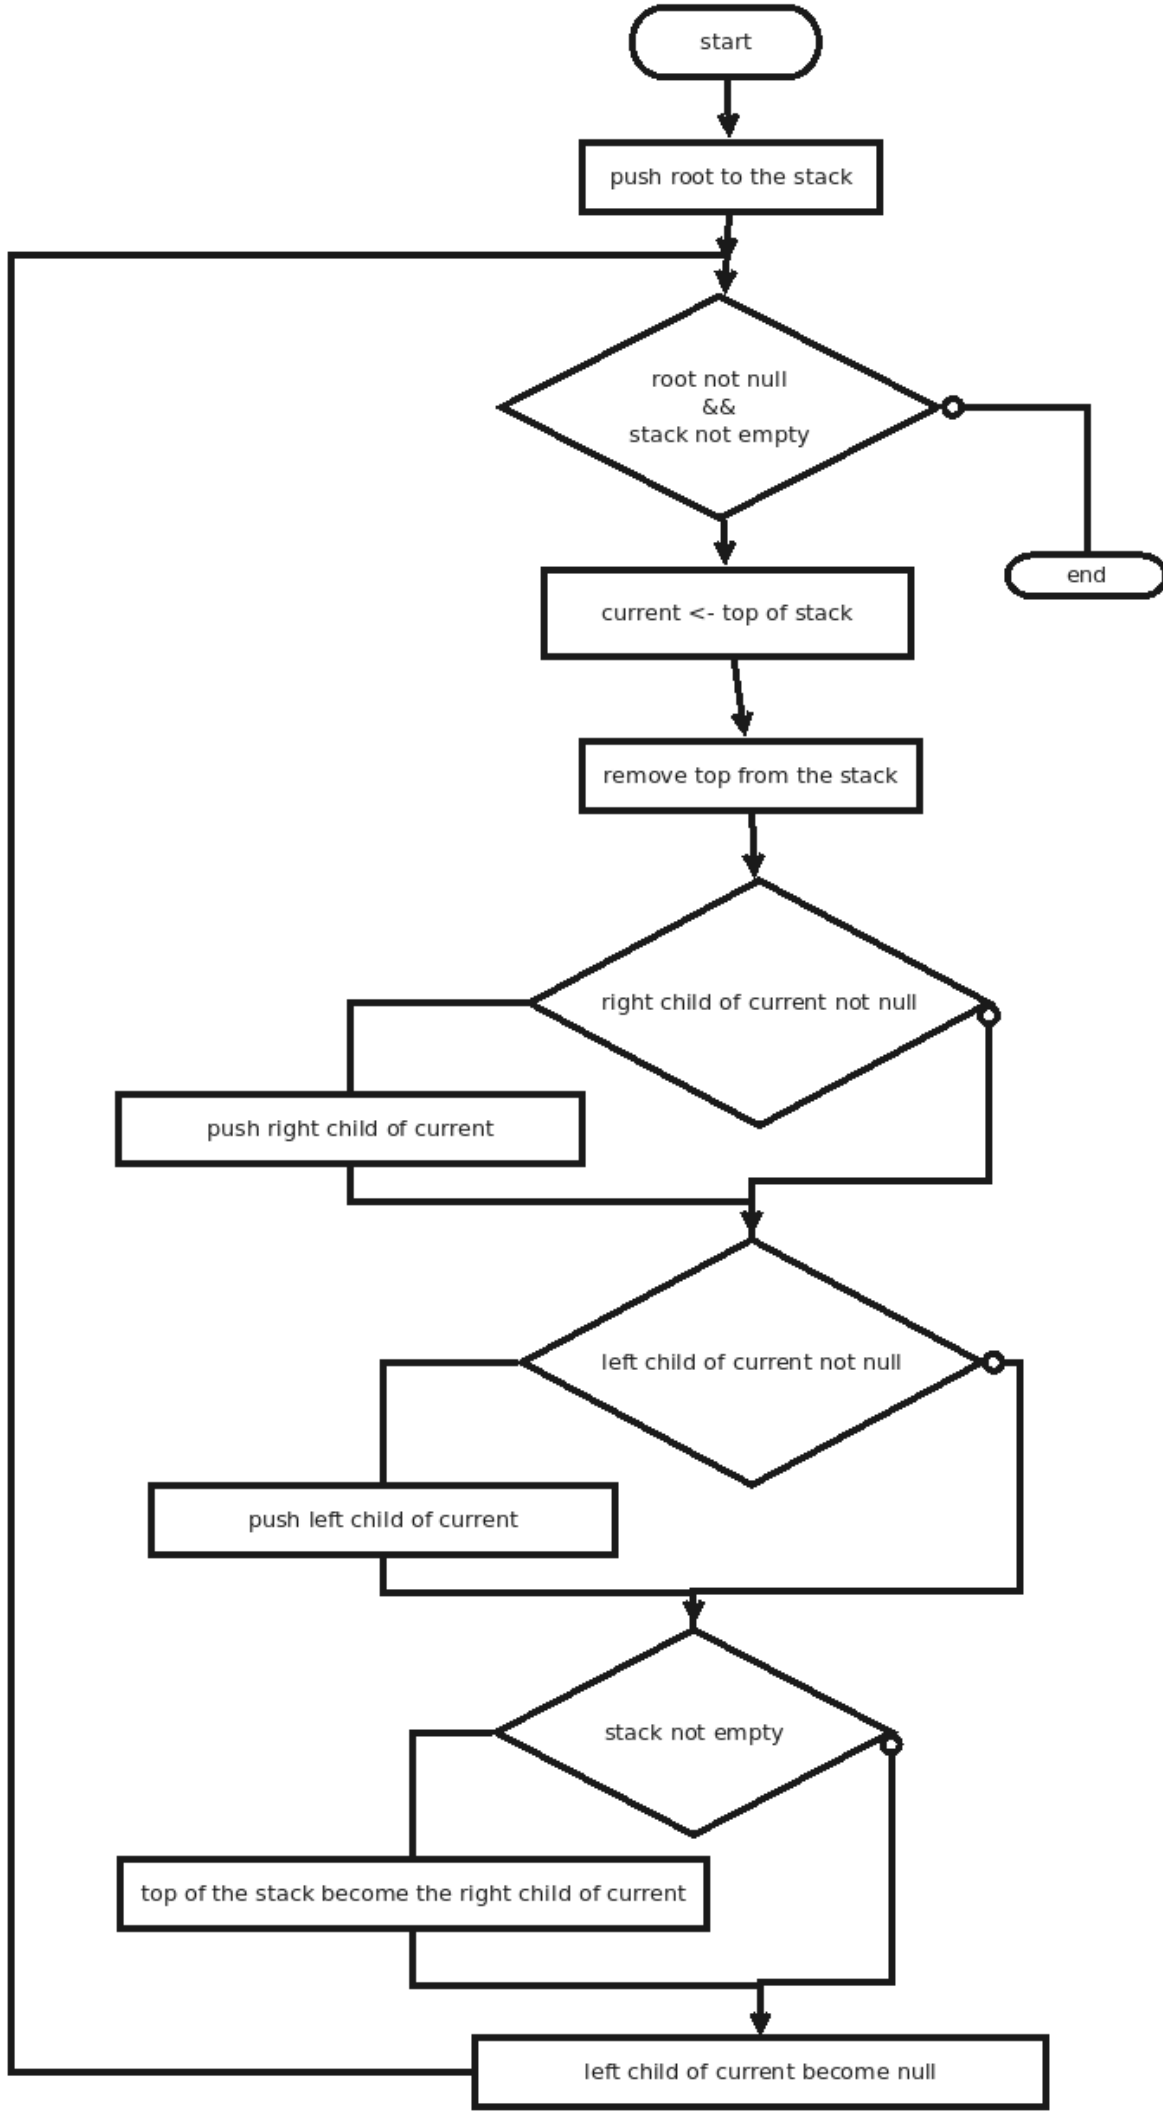 start
push root to the stack
root not null
&&
stack not empty
end
current <- top of stack
remove top from the stack
right child of current not null
push right child of current
left child of current not null
push left child of current
stack not empty
top of the stack become the right child of current
left child of current become null